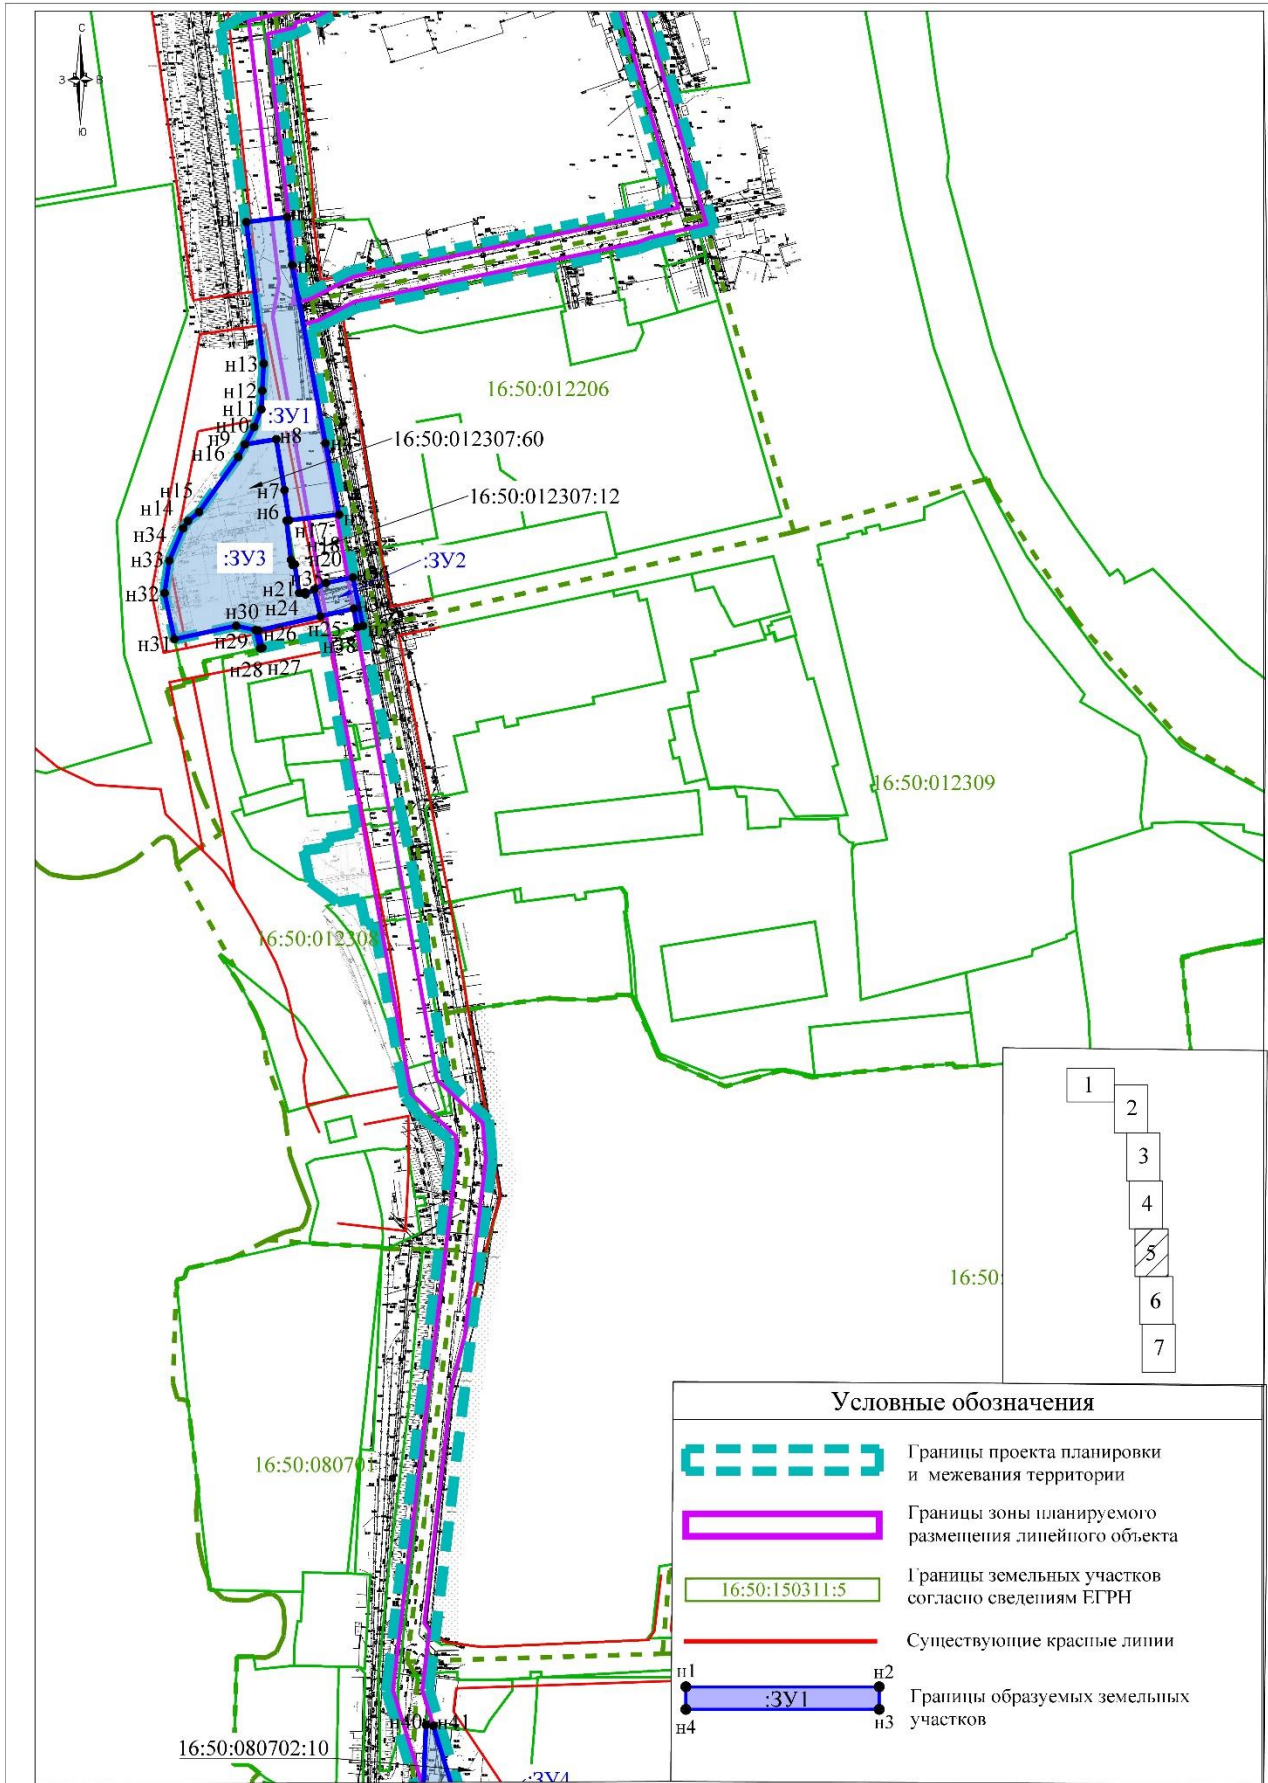 С
З
В
Ю
н13
н12
н11
н10
:ЗУ1
н9
н8
н16
н7
н15
н14
н6
н34
н17
н18
н33
:ЗУ3
н20
:ЗУ2
н32
н21
н24
н30
н25
н31
н29
н26
н38
н28
н27
16:50:012206
16:50:012307:60
16:50:012307:12
16:50:012309
16:50:012308
16:50:
1
2
3
4
5
6
7
16:50:080701
н40
н41
16:50:080702:10
:ЗУ4
Условные обозначения
Границы проекта планировки
и межевания территории
Границы зоны планируемого
размещения линейного объекта
16:50:150311:5
Границы земельных участков
согласно сведениям ЕГРН
Существующие красные линии
н1
н2
:ЗУ1
н4
н3
Границы образуемых земельных
участков